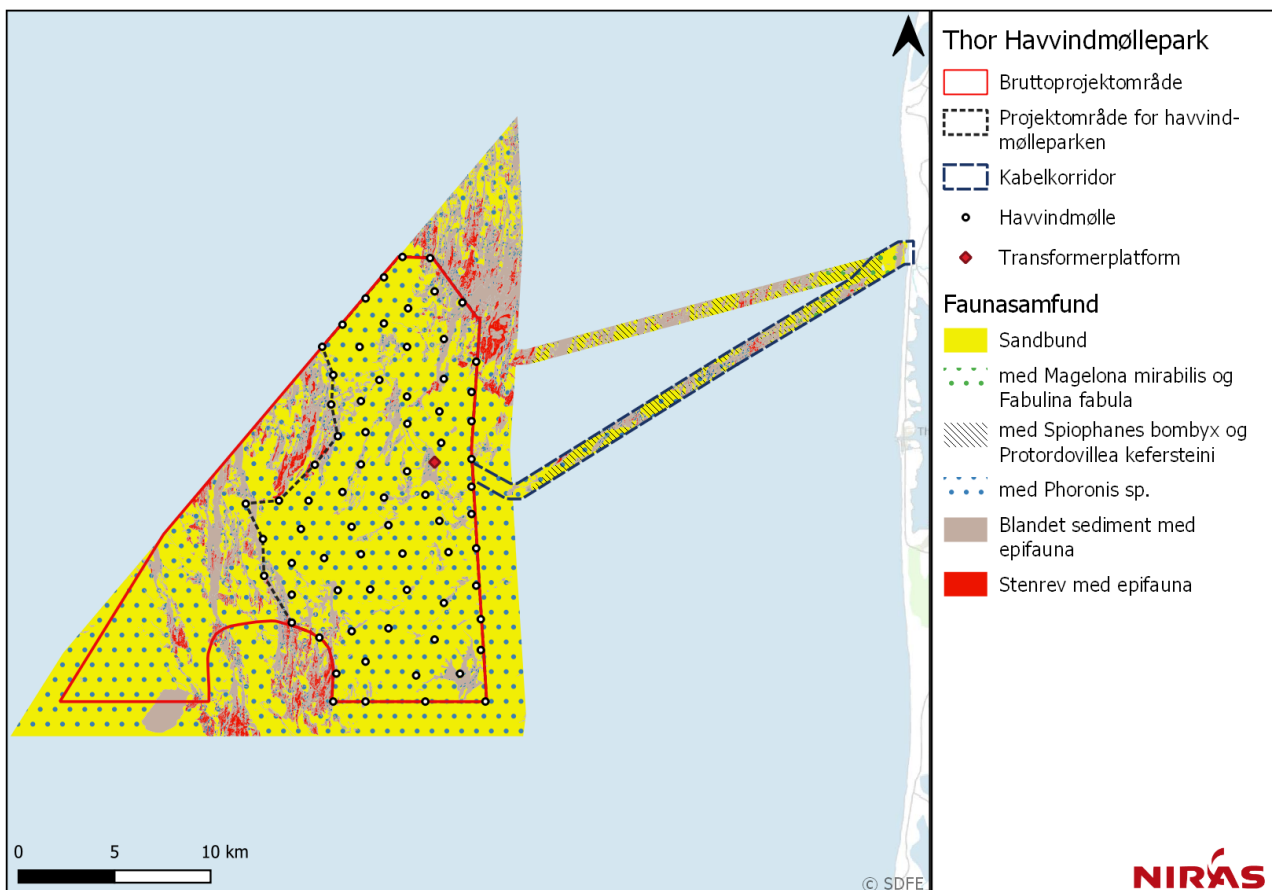 Thor Havvindmøllepark
Bruttoprojektområde
Projektområde for havvind-
mølleparken
Kabelkorridor
Havvindmølle
Transformerplatform
Faunasamfund
Sandbund
med Magelona mirabilis og
Fabulina fabula
med Spiophanes bombyx og
Protordovillea kefersteini
med Phoronis sp.
Blandet sediment med
epifauna
Stenrev med epifauna
0 5 10 km
© SDFE
NIRAS